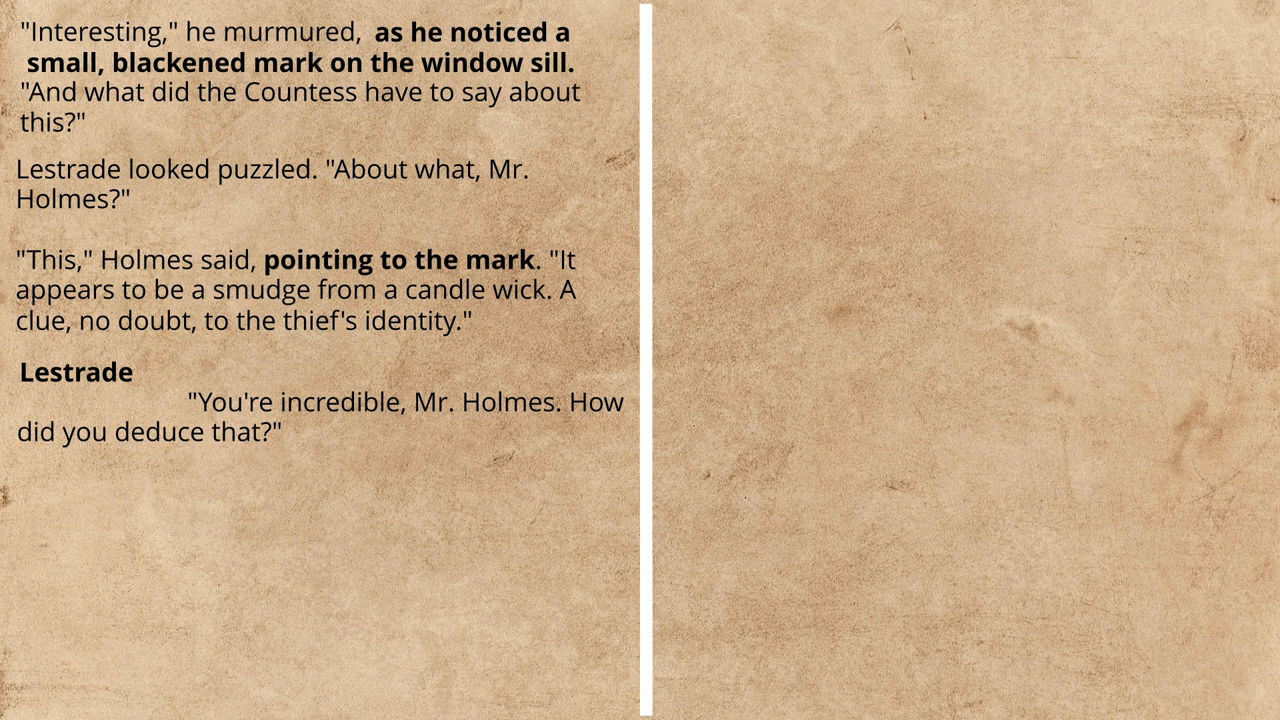 "Interesting," he murmured, as he noticed a
small, blackened mark on the window sill.
"And what did the Countess have to say about
this?"
Lestrade looked puzzled. "About what, Mr.
Holmes?"
"This," Holmes said, pointing to the mark. "It
appears to be a smudge from a candle wick. A
clue, no doubt, to the thief's identity."
Lestrade
"You're incredible, Mr. Holmes. How
did you deduce that?"